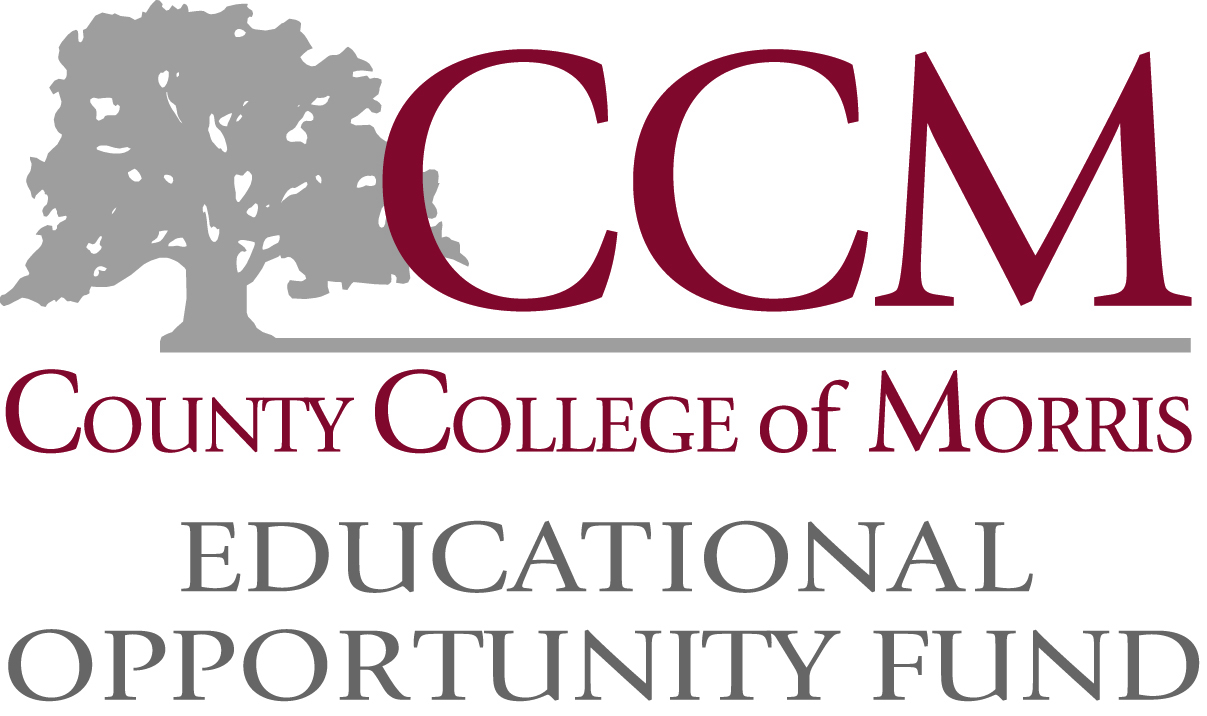 CCM
COUNTY COLLEGE of MORRIS
EDUCATIONAL
OPPORTUNITY FUND